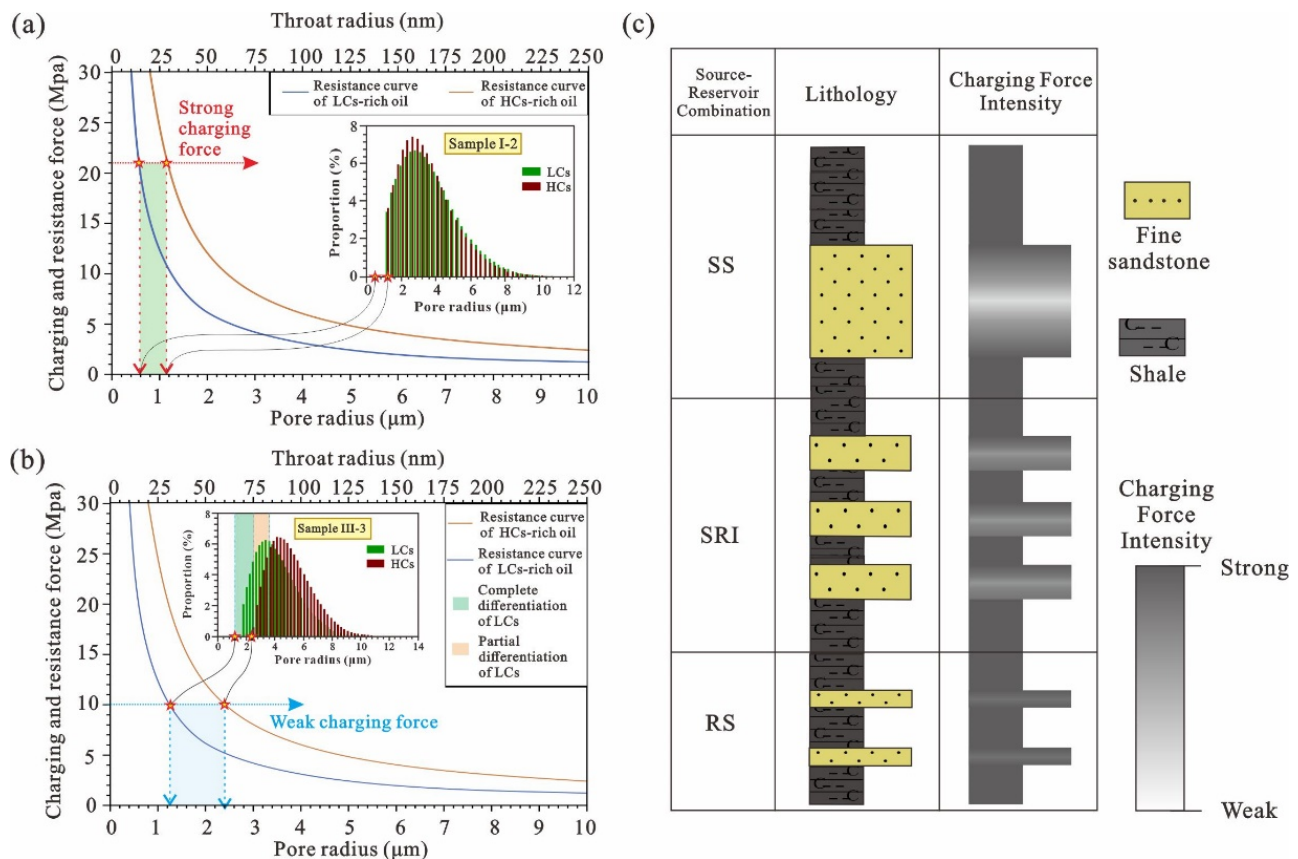 (a)
Throat radius (nm)
0 25 50 75 100 125 150 175 200 225 250
Charging and resistance force (Mpa)
30
25
20
15
10
5
0
Resistance curve of LCs-rich oil
Resistance curve of HCs-rich oil
Strong
charging
force
Proportion (%)
8
6
4
2
0
Sample I-2
LCs
HCs
0 2 4 6 8 10 12
Pore radius (μm)
0 1 2 3 4 5 6 7 8 9 10
Pore radius (μm)
(b)
Throat radius (nm)
0 25 50 75 100 125 150 175 200 225 250
Charging and resistance force (Mpa)
30
25
20
15
10
5
0
Proportion (%)
8
6
4
2
0
Sample III-3
LCs
HCs
0 2 4 6 8 10 12 14
Pore radius (μm)
Resistance curve
of HCs-rich oil
Resistance curve
of LCs-rich oil
Complete
differentiation
of LCs
Partial
differentiation
of LCs
Weak charging force
0 1 2 3 4 5 6 7 8 9 10
Pore radius (μm)
(c)
Source-
Reservoir
Combination
Lithology
Charging Force
Intensity
SS
SRI
RS
Fine
sandstone
Shale
Charging
Force
Intensity
Strong
Weak